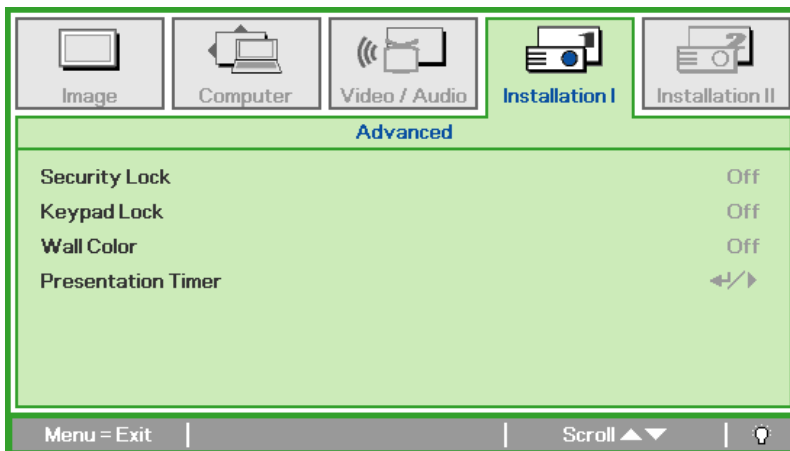 Image Computer Video / Audio Installation I Installation II
Advanced
Security Lock Off
Keypad Lock Off
Wall Color Off
Presentation Timer
Menu = Exit Scroll